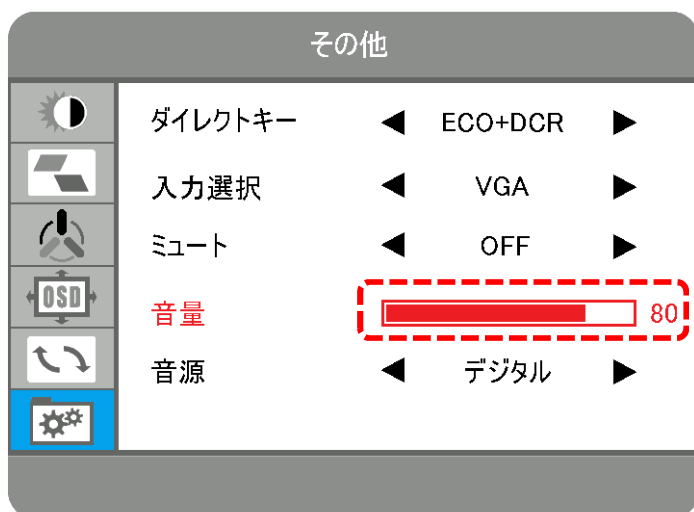 その他
ダイレクトキー ECO+DCR
入力選択 VGA
ミュート OFF
OSD
音量 80
音源 デジタル